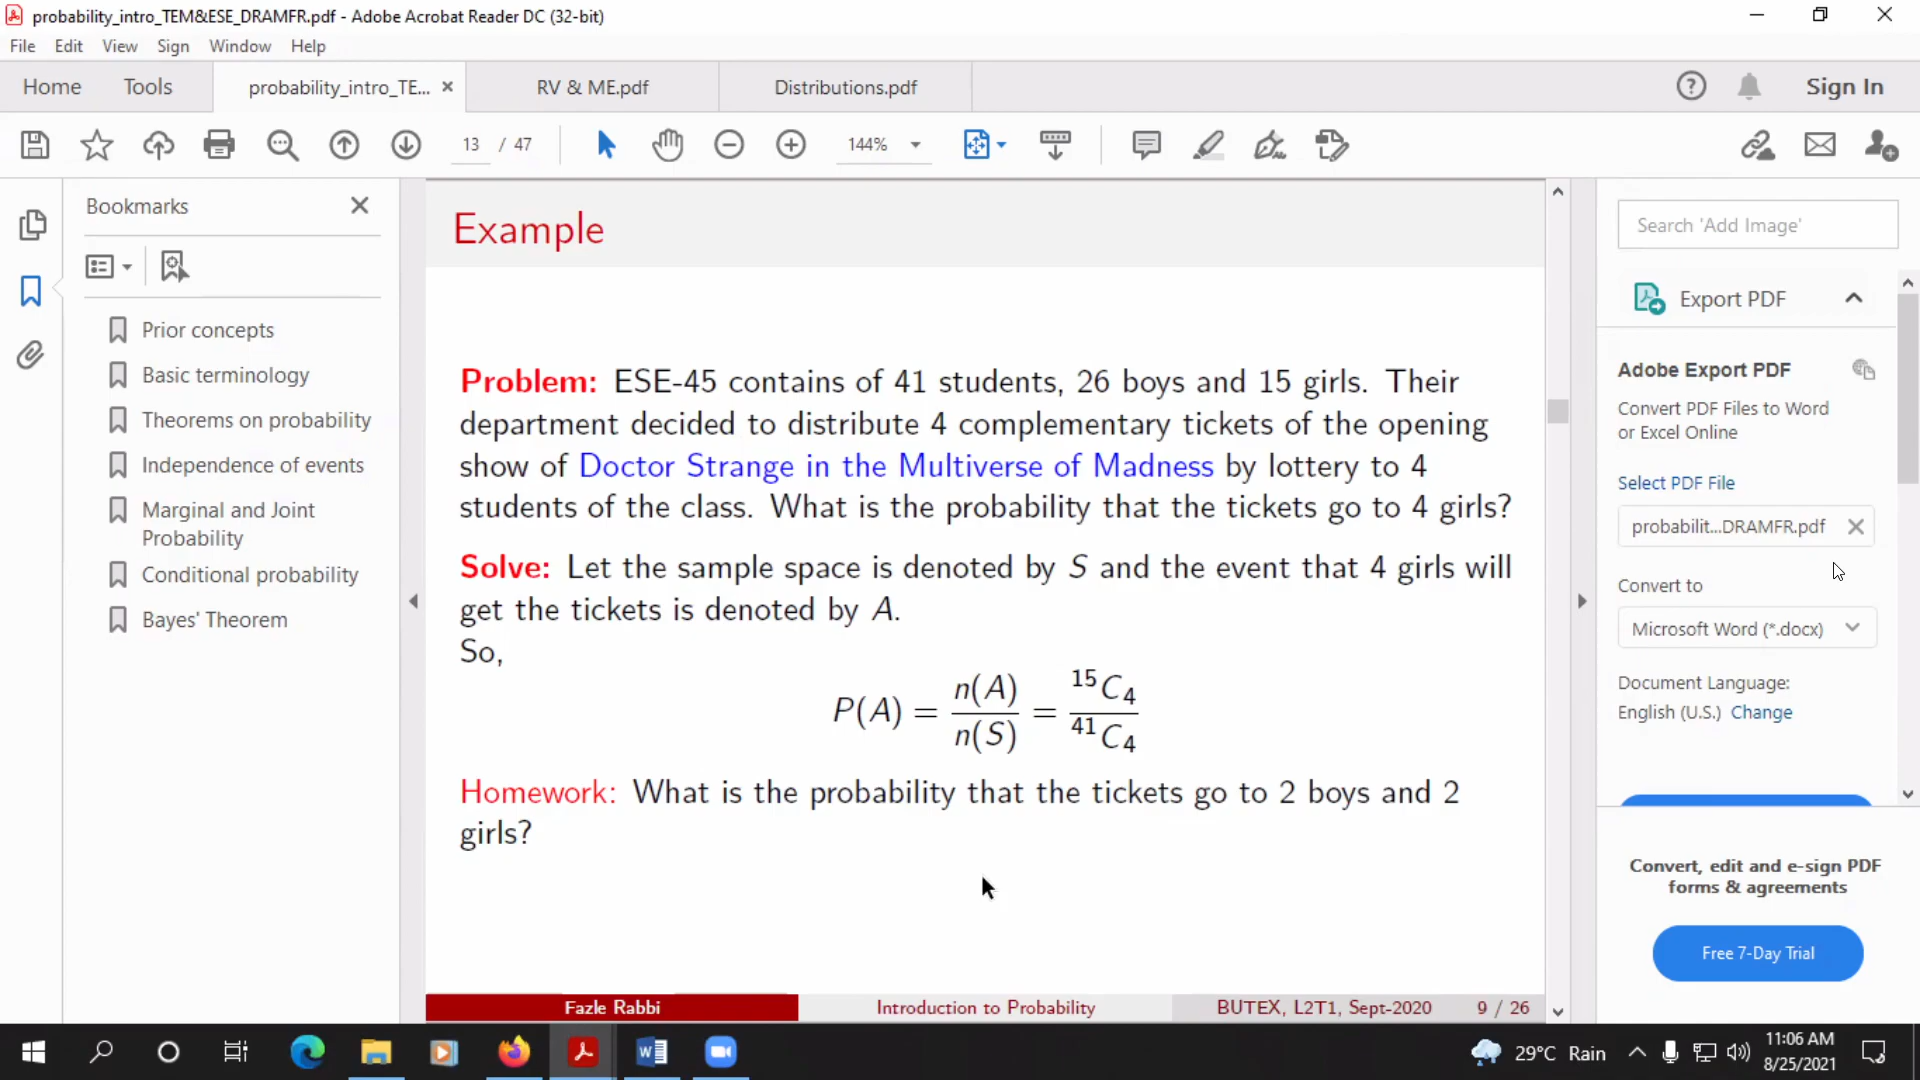 probability_intro_TEM&ESE_DRAMFR.pdf - Adobe Acrobat Reader DC (32-bit)
File Edit View Sign Window Help
Home Tools probability_intro_TE... RV & ME.pdf Distributions.pdf Sign In
13 / 47 144%
Bookmarks
Prior concepts
Basic terminology
Theorems on probability
Independence of events
Marginal and Joint
Probability
Conditional probability
Bayes' Theorem
Example
Problem: ESE-45 contains of 41 students, 26 boys and 15 girls. Their
department decided to distribute 4 complementary tickets of the opening
show of Doctor Strange in the Multiverse of Madness by lottery to 4
students of the class. What is the probability that the tickets go to 4 girls?
Solve: Let the sample space is denoted by S and the event that 4 girls will
get the tickets is denoted by A.
So,
P(A) = n(A)/n(S) = ¹⁵C₄/⁴¹C₄
Homework: What is the probability that the tickets go to 2 boys and 2
girls?
Fazle Rabbi Introduction to Probability BUTEX, L2T1, Sept-2020 9 / 26
Search 'Add Image'
Export PDF
Adobe Export PDF
Convert PDF Files to Word
or Excel Online
Select PDF File
probabilit...DRAMFR.pdf
Convert to
Microsoft Word (*.docx)
Document Language:
English (U.S.) Change
Convert, edit and e-sign PDF
forms & agreements
Free 7-Day Trial
29°C Rain
11:06 AM
8/25/2021